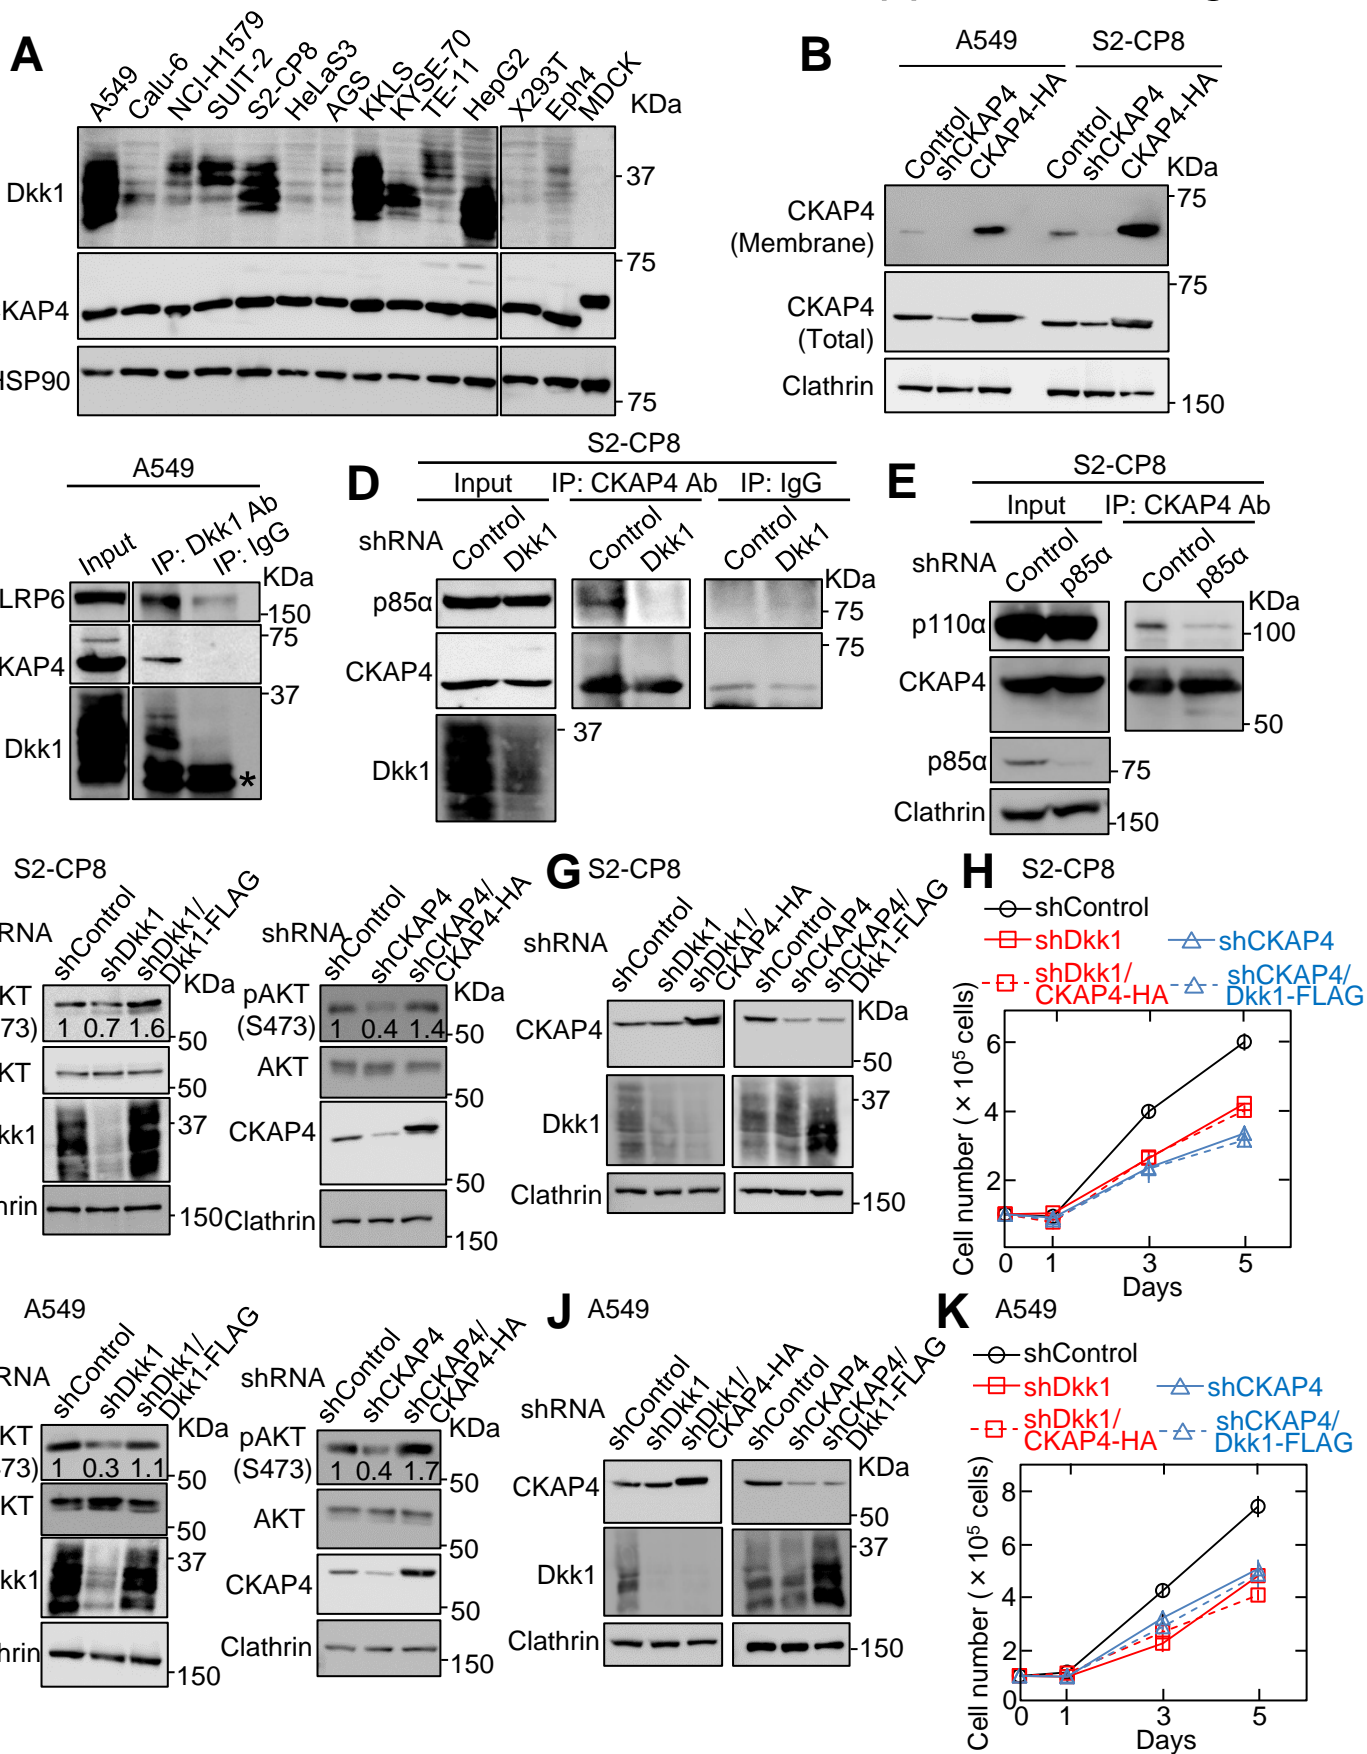 A
A549
Calu-6
NCI-H1579
SUIT-2
S2-CP8
HeLaS3
AGS
KKLS
KYSE-70
TE-11
HepG2
X293T
Eph4
MDCK
KDa
Dkk1
37
75
KAP4
HSP90
75
B
A549
S2-CP8
Control
shCKAP4
CKAP4-HA
Control
shCKAP4
CKAP4-HA
KDa
75
CKAP4
(Membrane)
75
CKAP4
(Total)
Clathrin
150
A549
Input
IP: Dkk1 Ab
IP: IgG
KDa
LRP6
150
75
KAP4
37
Dkk1
*
D
S2-CP8
Input
IP: CKAP4 Ab
IP: IgG
shRNA
Control
Dkk1
Control
Dkk1
Control
Dkk1
KDa
p85α
75
75
CKAP4
37
Dkk1
E
S2-CP8
Input
IP: CKAP4 Ab
shRNA
Control
p85α
Control
p85α
KDa
p110α
100
CKAP4
50
p85α
75
Clathrin
150
S2-CP8
RNA
shControl
shDkk1
shDkk1/
Dkk1-FLAG
KDa
KT
73)
1 0.7 1.6
50
KT
50
37
kk1
hrin
150
shRNA
shControl
shCKAP4
shCKAP4/
CKAP4-HA
KDa
pAKT
(S473)
1 0.4 1.4
50
AKT
50
CKAP4
50
Clathrin
150
G
S2-CP8
shRNA
shControl
shDkk1
shDkk1/
CKAP4-HA
shControl
shCKAP4
shCKAP4/
Dkk1-FLAG
KDa
CKAP4
50
37
Dkk1
Clathrin
150
H
S2-CP8
shControl
shDkk1
shCKAP4
shDkk1/
CKAP4-HA
shCKAP4/
Dkk1-FLAG
Cell number (×10⁵ cells)
6
4
2
0 1 3 5
Days
A549
RNA
shControl
shDkk1
shDkk1/
Dkk1-FLAG
KDa
KT
73)
1 0.3 1.1
50
KT
50
37
kk1
hrin
150
shRNA
shControl
shCKAP4
shCKAP4/
CKAP4-HA
KDa
pAKT
(S473)
1 0.4 1.7
50
AKT
50
CKAP4
50
Clathrin
150
J
A549
shRNA
shControl
shDkk1
shDkk1/
CKAP4-HA
shControl
shCKAP4
shCKAP4/
Dkk1-FLAG
KDa
CKAP4
50
37
Dkk1
Clathrin
150
K
A549
shControl
shDkk1
shCKAP4
shDkk1/
CKAP4-HA
shCKAP4/
Dkk1-FLAG
Cell number (×10⁵ cells)
8
6
4
2
0
0 1 3 5
Days